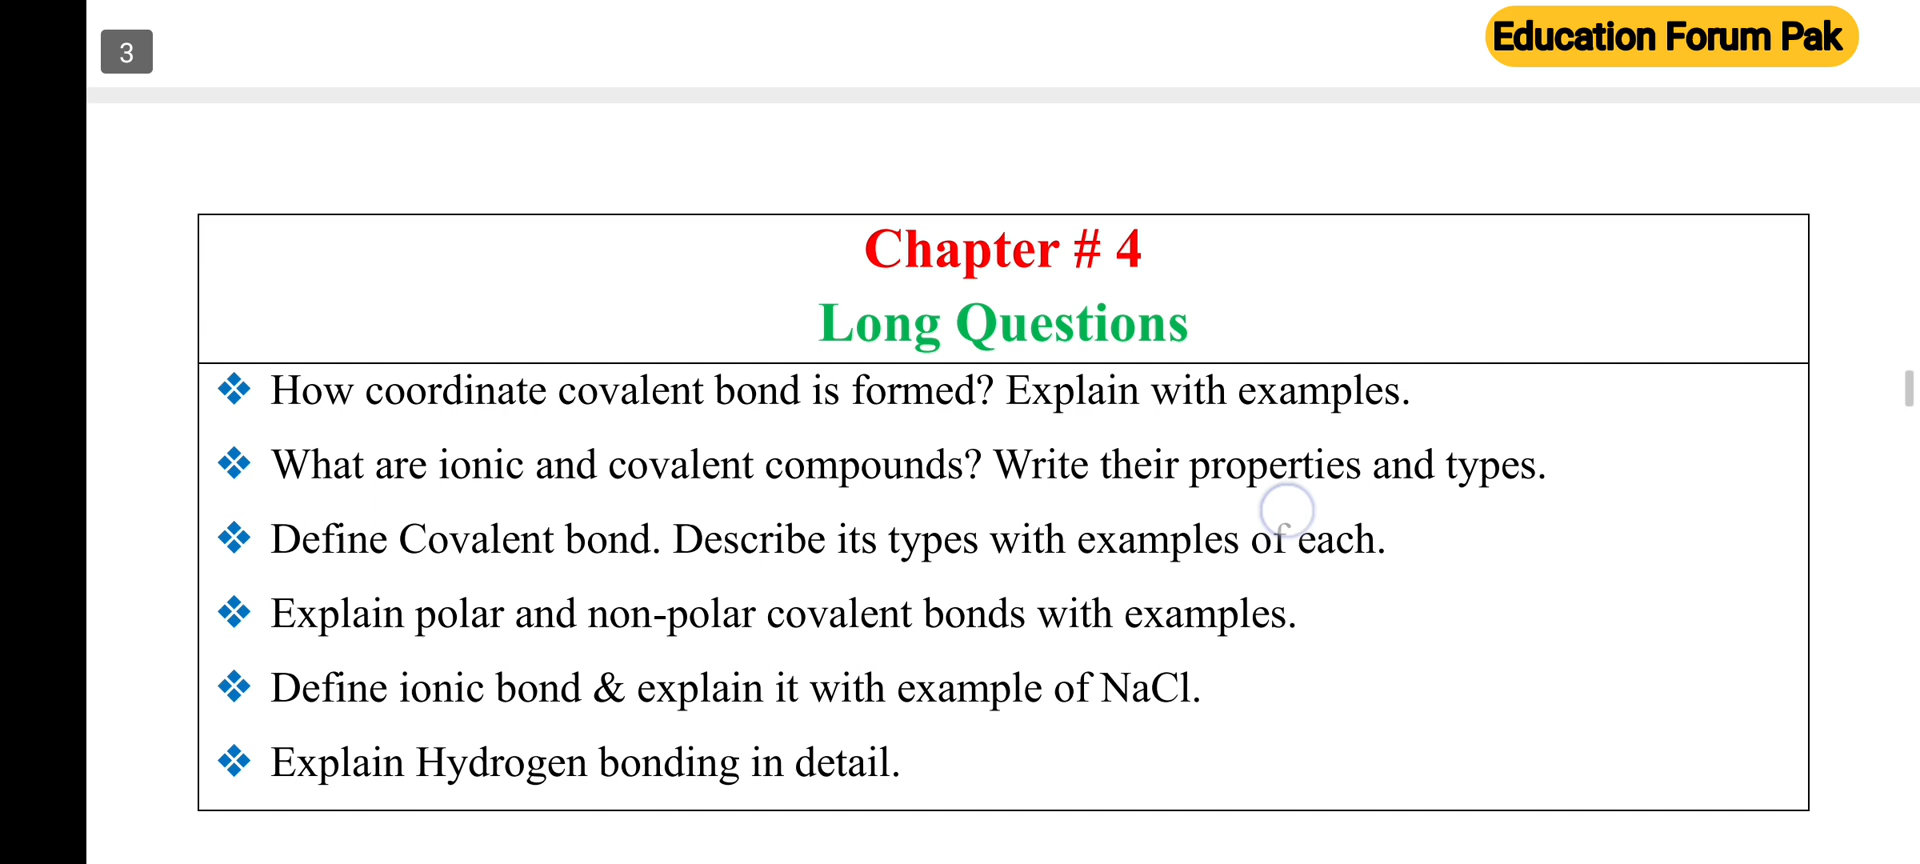 3
Education Forum Pak
Chapter # 4
Long Questions
How coordinate covalent bond is formed? Explain with examples.
What are ionic and covalent compounds? Write their properties and types.
Define Covalent bond. Describe its types with examples of each.
Explain polar and non-polar covalent bonds with examples.
Define ionic bond & explain it with example of NaCl.
Explain Hydrogen bonding in detail.